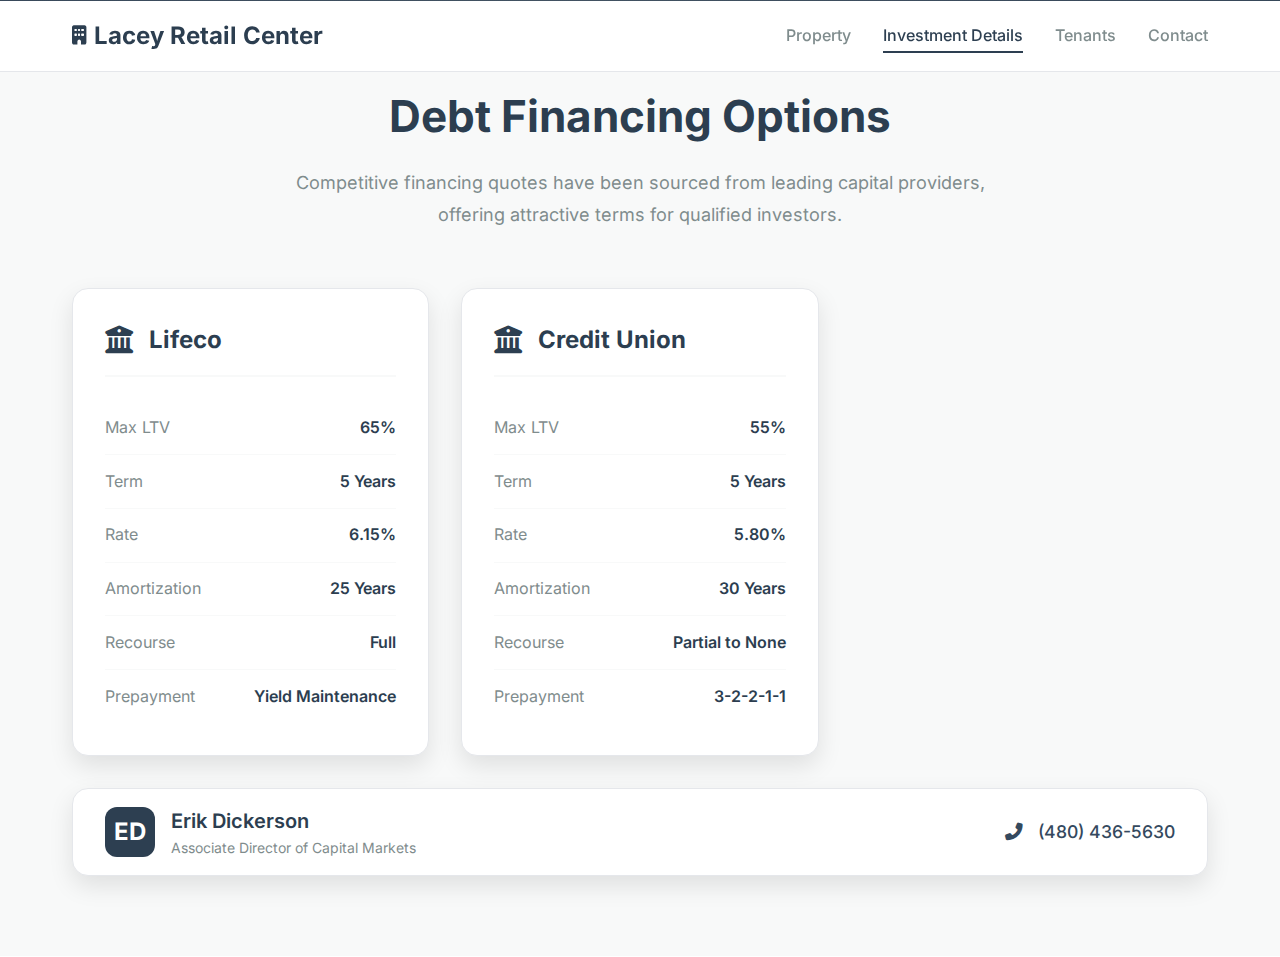 Lacey Retail Center
Property
Investment Details
Tenants
Contact
Debt Financing Options
Competitive financing quotes have been sourced from leading capital providers,
offering attractive terms for qualified investors.
Lifeco
Max LTV 65%
Term 5 Years
Rate 6.15%
Amortization 25 Years
Recourse Full
Prepayment Yield Maintenance
Credit Union
Max LTV 55%
Term 5 Years
Rate 5.80%
Amortization 30 Years
Recourse Partial to None
Prepayment 3-2-2-1-1
ED
Erik Dickerson
Associate Director of Capital Markets
(480) 436-5630